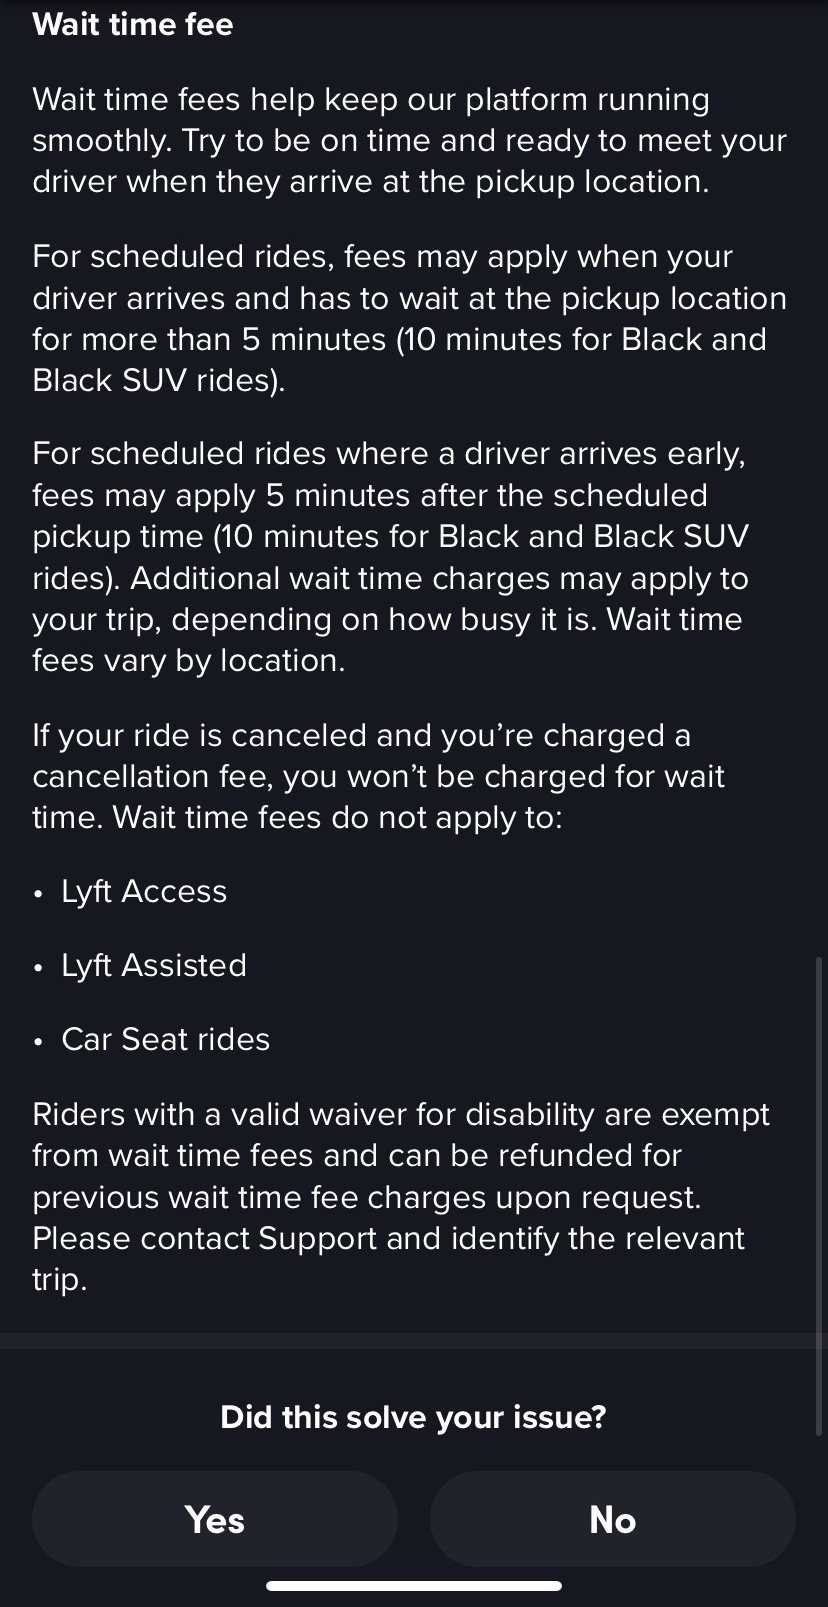 Wait time fee
Wait time fees help keep our platform running
smoothly. Try to be on time and ready to meet your
driver when they arrive at the pickup location.
For scheduled rides, fees may apply when your
driver arrives and has to wait at the pickup location
for more than 5 minutes (10 minutes for Black and
Black SUV rides).
For scheduled rides where a driver arrives early,
fees may apply 5 minutes after the scheduled
pickup time (10 minutes for Black and Black SUV
rides). Additional wait time charges may apply to
your trip, depending on how busy it is. Wait time
fees vary by location.
If your ride is canceled and you’re charged a
cancellation fee, you won’t be charged for wait
time. Wait time fees do not apply to:
• Lyft Access
• Lyft Assisted
• Car Seat rides
Riders with a valid waiver for disability are exempt
from wait time fees and can be refunded for
previous wait time fee charges upon request.
Please contact Support and identify the relevant
trip.
Did this solve your issue?
Yes
No